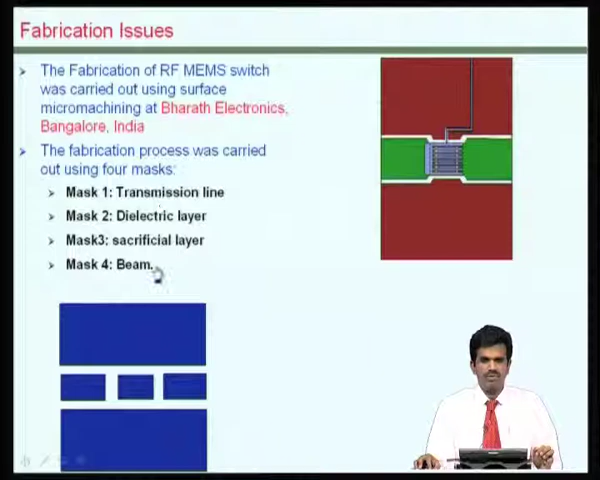 Fabrication Issues
The Fabrication of RF MEMS switch
was carried out using surface
micromachining at Bharath Electronics,
Bangalore, India
The fabrication process was carried
out using four masks:
Mask 1: Transmission line
Mask 2: Dielectric layer
Mask3: sacrificial layer
Mask 4: Beam.